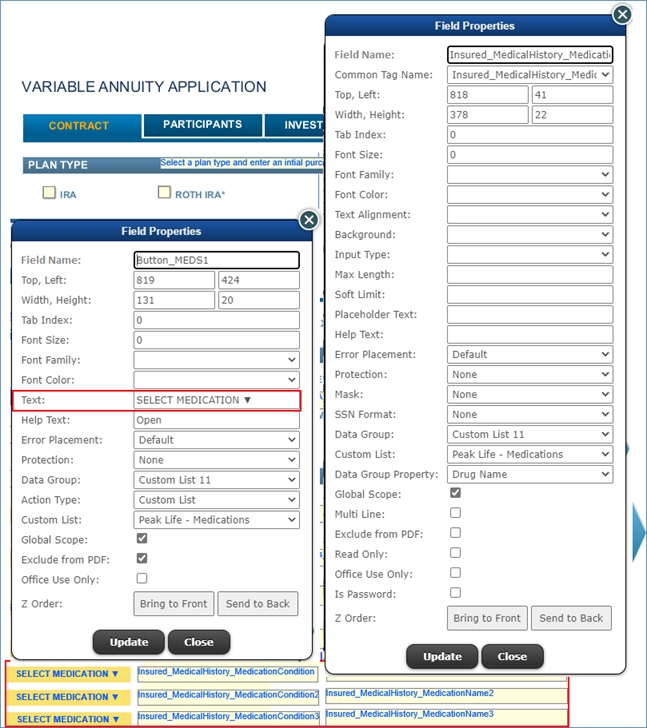 VARIABLE ANNUITY APPLICATION
CONTRACT
PARTICIPANTS
INVEST
PLAN TYPE
Select a plan type and enter an intial purc
IRA
ROTH IRA*
Field Properties
Field Name: Button_MEDS1
Top, Left: 819 424
Width, Height: 131 20
Tab Index: 0
Font Size: 0
Font Family:
Font Color:
Text: SELECT MEDICATION ▼
Help Text: Open
Error Placement: Default
Protection: None
Data Group: Custom List 11
Action Type: Custom List
Custom List: Peak Life - Medications
Global Scope:
Exclude from PDF:
Office Use Only:
Z Order: Bring to Front Send to Back
Update Close
Field Properties
Field Name: Insured_MedicalHistory_Medicati
Common Tag Name: Insured_MedicalHistory_Medic
Top, Left: 818 41
Width, Height: 378 22
Tab Index: 0
Font Size: 0
Font Family:
Font Color:
Text Alignment:
Background:
Input Type:
Max Length:
Soft Limit:
Placeholder Text:
Help Text:
Error Placement: Default
Protection: None
Mask: None
SSN Format: None
Data Group: Custom List 11
Custom List: Peak Life - Medications
Data Group Property: Drug Name
Global Scope:
Multi Line:
Exclude from PDF:
Read Only:
Office Use Only:
Is Password:
Z Order: Bring to Front Send to Back
Update Close
SELECT MEDICATION ▼ Insured_MedicalHistory_MedicationCondition
SELECT MEDICATION ▼ Insured_MedicalHistory_MedicationCondition2 Insured_MedicalHistory_MedicationName2
SELECT MEDICATION ▼ Insured_MedicalHistory_MedicationCondition3 Insured_MedicalHistory_MedicationName3